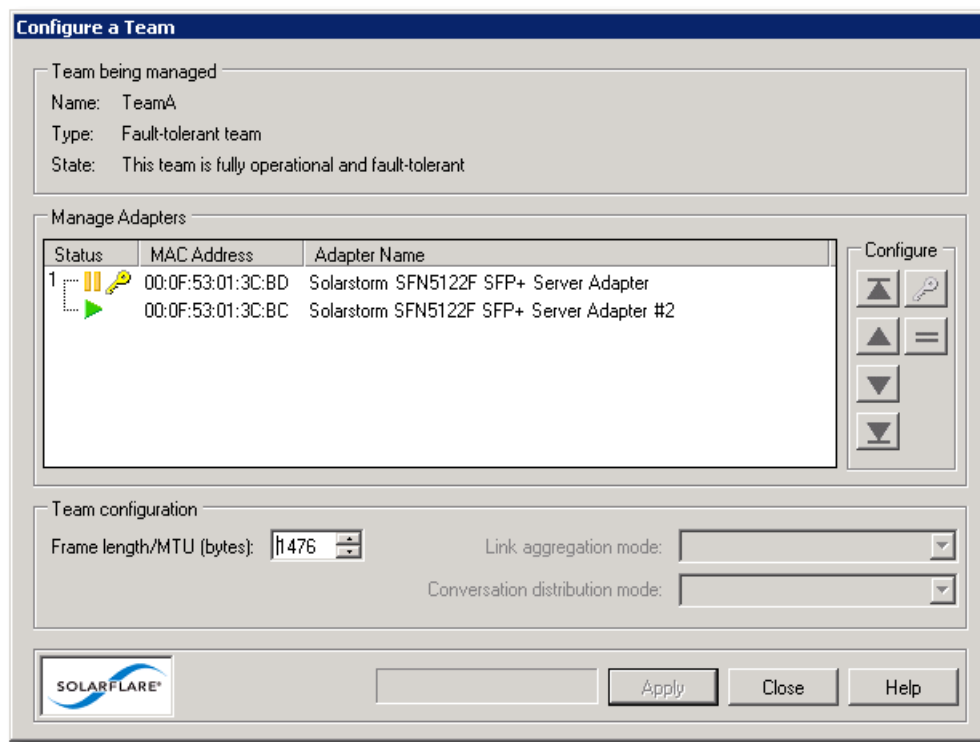 Configure a Team
Team being managed
Name: TeamA
Type: Fault-tolerant team
State: This team is fully operational and fault-tolerant
Manage Adapters
Status MAC Address Adapter Name
1 00:0F:53:01:3C:BD Solarstorm SFN5122F SFP+ Server Adapter
00:0F:53:01:3C:BC Solarstorm SFN5122F SFP+ Server Adapter #2
Configure
Team configuration
Frame length/MTU (bytes): 1476
Link aggregation mode:
Conversation distribution mode:
SOLARFLARE®
Apply
Close
Help